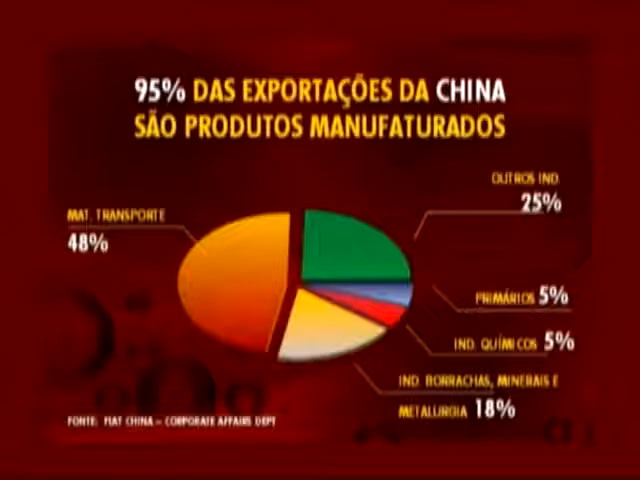 95% DAS EXPORTAÇÕES DA CHINA
SÃO PRODUTOS MANUFATURADOS
OUTROS IND.
25%
MAT. TRANSPORTE
48%
PRIMÁRIOS 5%
IND. QUÍMICOS 5%
IND. BORRACHAS, MINERAIS E
METALURGIA 18%
FONTE: FIAT CHINA – CORPORATE AFFAIRS DEPT